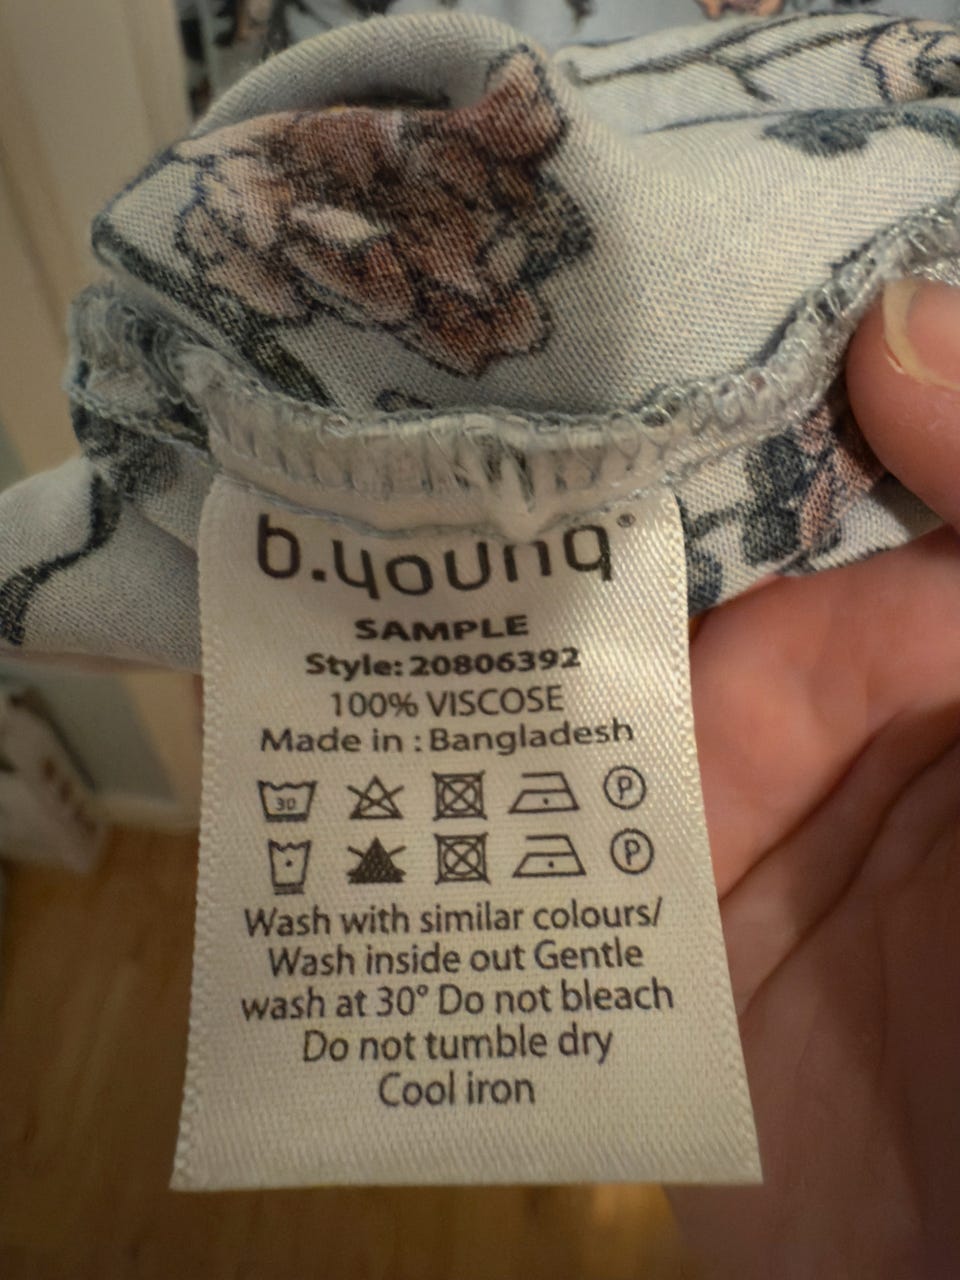 b.young®
SAMPLE
Style: 20806392
100% VISCOSE
Made in : Bangladesh
30 P
P
Wash with similar colours/
Wash inside out Gentle
wash at 30° Do not bleach
Do not tumble dry
Cool iron